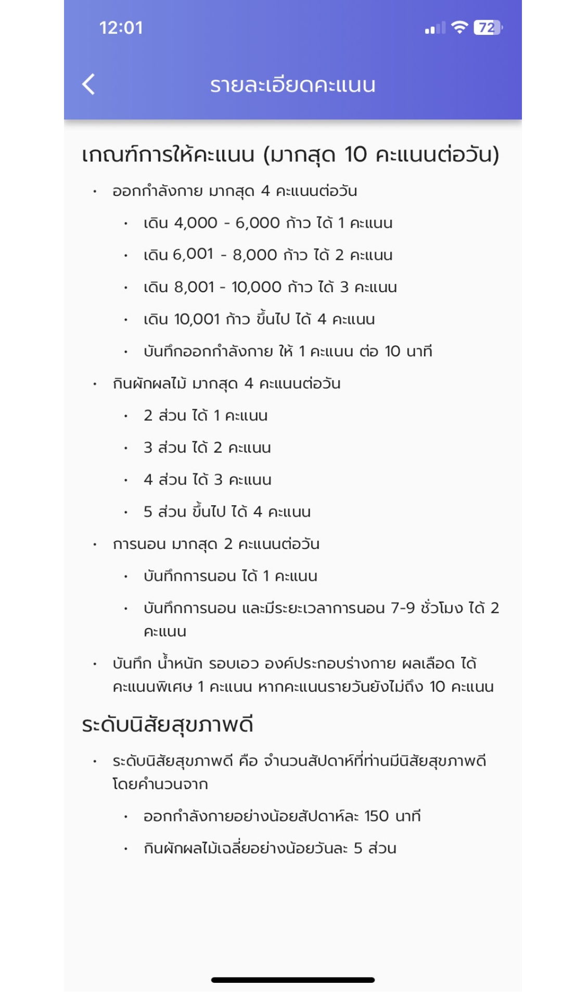 12:01
72
รายละเอียดคะแนน
เกณฑ์การให้คะแนน (มากสุด 10 คะแนนต่อวัน)
• ออกกำลังกาย มากสุด 4 คะแนนต่อวัน
• เดิน 4,000 - 6,000 ก้าว ได้ 1 คะแนน
• เดิน 6,001 - 8,000 ก้าว ได้ 2 คะแนน
• เดิน 8,001 - 10,000 ก้าว ได้ 3 คะแนน
• เดิน 10,001 ก้าว ขึ้นไป ได้ 4 คะแนน
• บันทึกออกกำลังกาย ให้ 1 คะแนน ต่อ 10 นาที
• กินผักผลไม้ มากสุด 4 คะแนนต่อวัน
• 2 ส่วน ได้ 1 คะแนน
• 3 ส่วน ได้ 2 คะแนน
• 4 ส่วน ได้ 3 คะแนน
• 5 ส่วน ขึ้นไป ได้ 4 คะแนน
• การนอน มากสุด 2 คะแนนต่อวัน
• บันทึกการนอน ได้ 1 คะแนน
• บันทึกการนอน และมีระยะเวลาการนอน 7-9 ชั่วโมง ได้ 2
คะแนน
• บันทึก น้ำหนัก รอบเอว องค์ประกอบร่างกาย ผลเลือด ได้
คะแนนพิเศษ 1 คะแนน หากคะแนนรายวันยังไม่ถึง 10 คะแนน
ระดับนิสัยสุขภาพดี
• ระดับนิสัยสุขภาพดี คือ จำนวนสัปดาห์ที่ท่านมีนิสัยสุขภาพดี
โดยคำนวนจาก
• ออกกำลังกายอย่างน้อยสัปดาห์ละ 150 นาที
• กินผักผลไม้เฉลี่ยอย่างน้อยวันละ 5 ส่วน